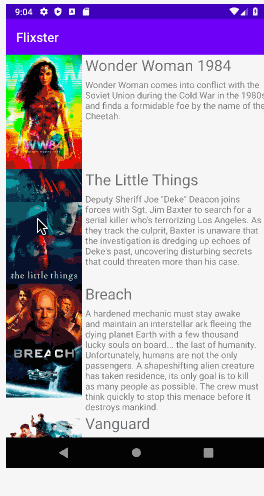 9:04
Flixster
Wonder Woman 1984
Wonder Woman comes into conflict with the
Soviet Union during the Cold War in the 1980s
and finds a formidable foe by the name of the
Cheetah.
WW84
The Little Things
Deputy Sheriff Joe "Deke" Deacon joins
forces with Sgt. Jim Baxter to search for a
serial killer who's terrorizing Los Angeles. As
they track the culprit, Baxter is unaware that
the investigation is dredging up echoes of
Deke's past, uncovering disturbing secrets
that could threaten more than his case.
the little things
Breach
A hardened mechanic must stay awake
and maintain an interstellar ark fleeing the
dying planet Earth with a few thousand
lucky souls on board... the last of humanity.
Unfortunately, humans are not the only
passengers. A shapeshifting alien creature
has taken residence, its only goal is to kill
as many people as possible. The crew must
think quickly to stop this menace before it
destroys mankind.
BREACH
Vanguard